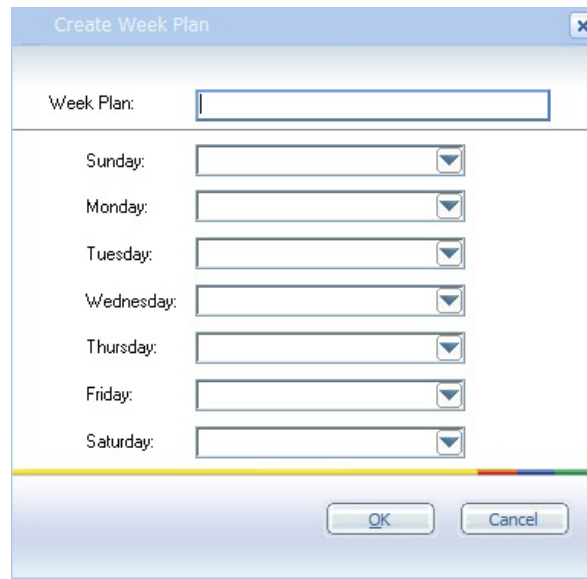 Create Week Plan
Week Plan:
Sunday:
Monday:
Tuesday:
Wednesday:
Thursday:
Friday:
Saturday:
OK Cancel